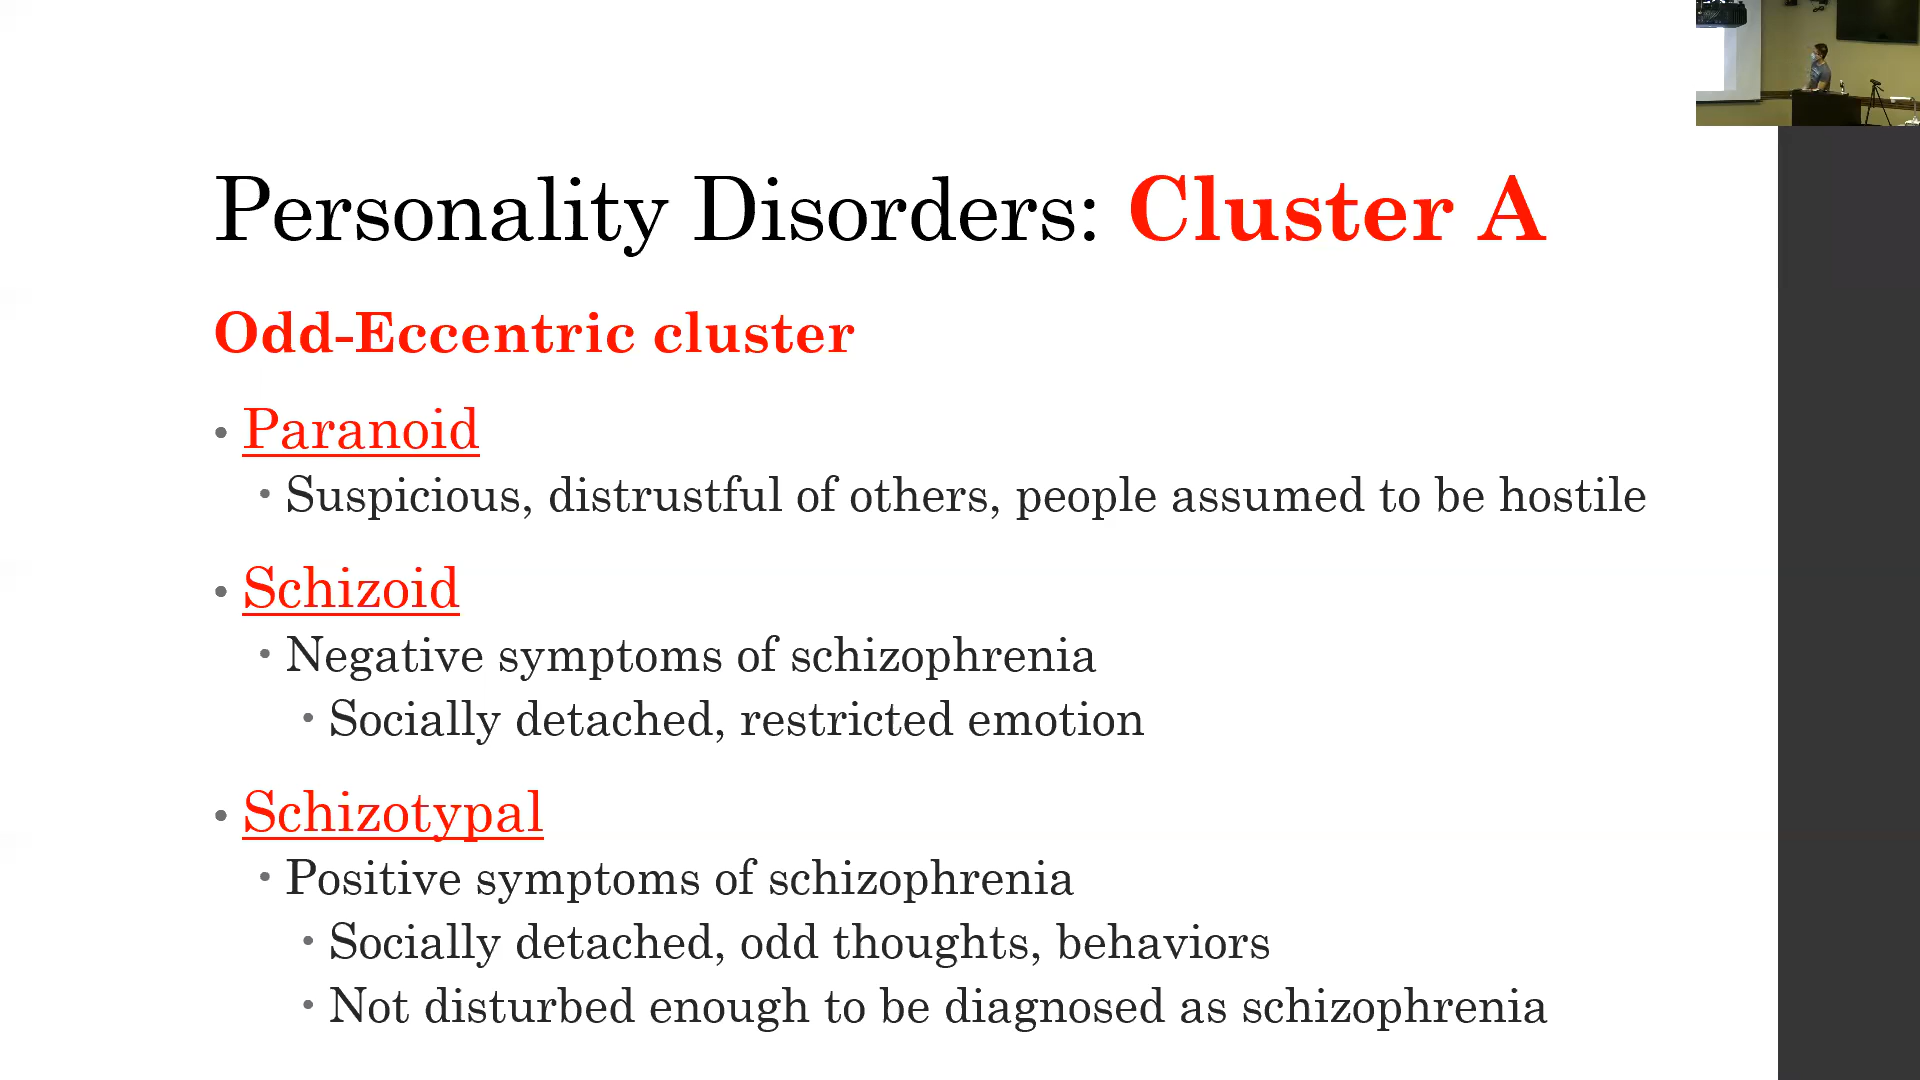 Personality Disorders: Cluster A
Odd-Eccentric cluster
• Paranoid
• Suspicious, distrustful of others, people assumed to be hostile
• Schizoid
• Negative symptoms of schizophrenia
• Socially detached, restricted emotion
• Schizotypal
• Positive symptoms of schizophrenia
• Socially detached, odd thoughts, behaviors
• Not disturbed enough to be diagnosed as schizophrenia